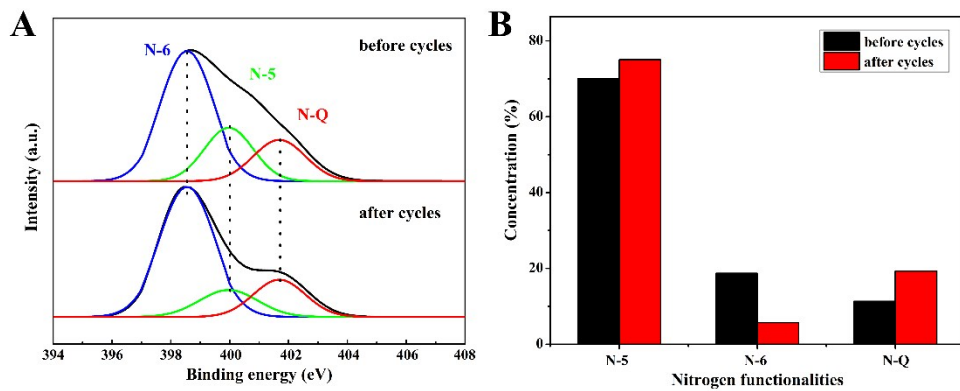 A
N-6
before cycles
N-5
N-Q
after cycles
Intensity (a.u.)
394 396 398 400 402 404 406 408
Binding energy (eV)
B
before cycles
after cycles
80
60
40
20
0
Concentration (%)
N-5 N-6 N-Q
Nitrogen functionalities